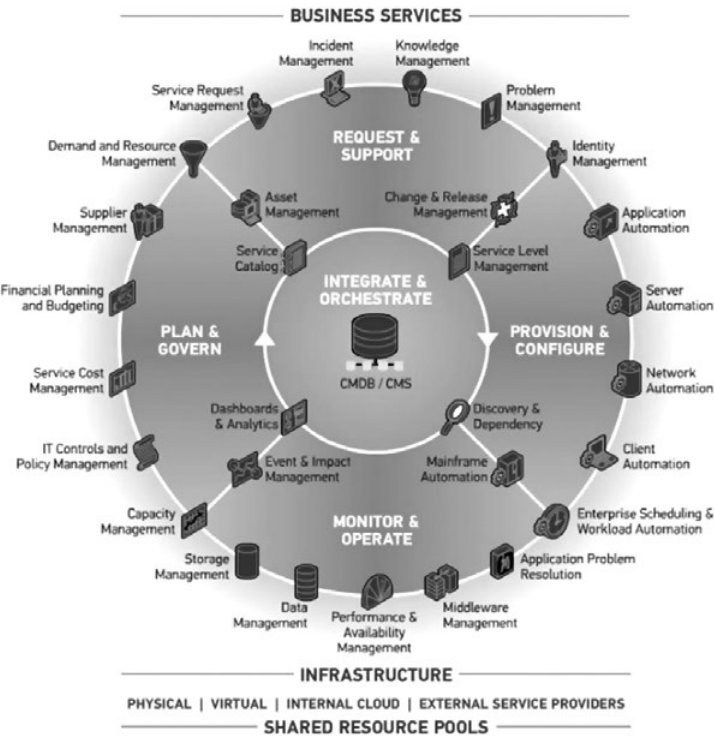 BUSINESS SERVICES
Incident
Management
Knowledge
Management
Service Request
Management
Problem
Management
Demand and Resource
Management
REQUEST &
SUPPORT
Identity
Management
Supplier
Management
Asset
Management
Change & Release
Management
Application
Automation
Service
Catalog
Service Level
Management
Financial Planning
and Budgeting
INTEGRATE &
ORCHESTRATE
Server
Automation
PLAN &
GOVERN
PROVISION &
CONFIGURE
Service Cost
Management
CMDB / CMS
Network
Automation
Dashboards
& Analytics
Discovery &
Dependency
IT Controls and
Policy Management
Event & Impact
Management
Mainframe
Automation
Client
Automation
Capacity
Management
MONITOR &
OPERATE
Enterprise Scheduling &
Workload Automation
Storage
Management
Application Problem
Resolution
Data
Management
Performance &
Availability
Management
Middleware
Management
INFRASTRUCTURE
PHYSICAL | VIRTUAL | INTERNAL CLOUD | EXTERNAL SERVICE PROVIDERS
SHARED RESOURCE POOLS